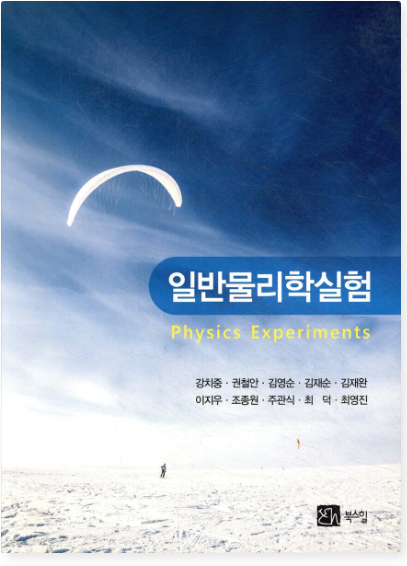 일반물리학실험
Physics Experiments
강치중 · 권철안 · 김영순 · 김재순 · 김재완
이지우 · 조종원 · 주관식 · 최 덕 · 최영진
북스힐